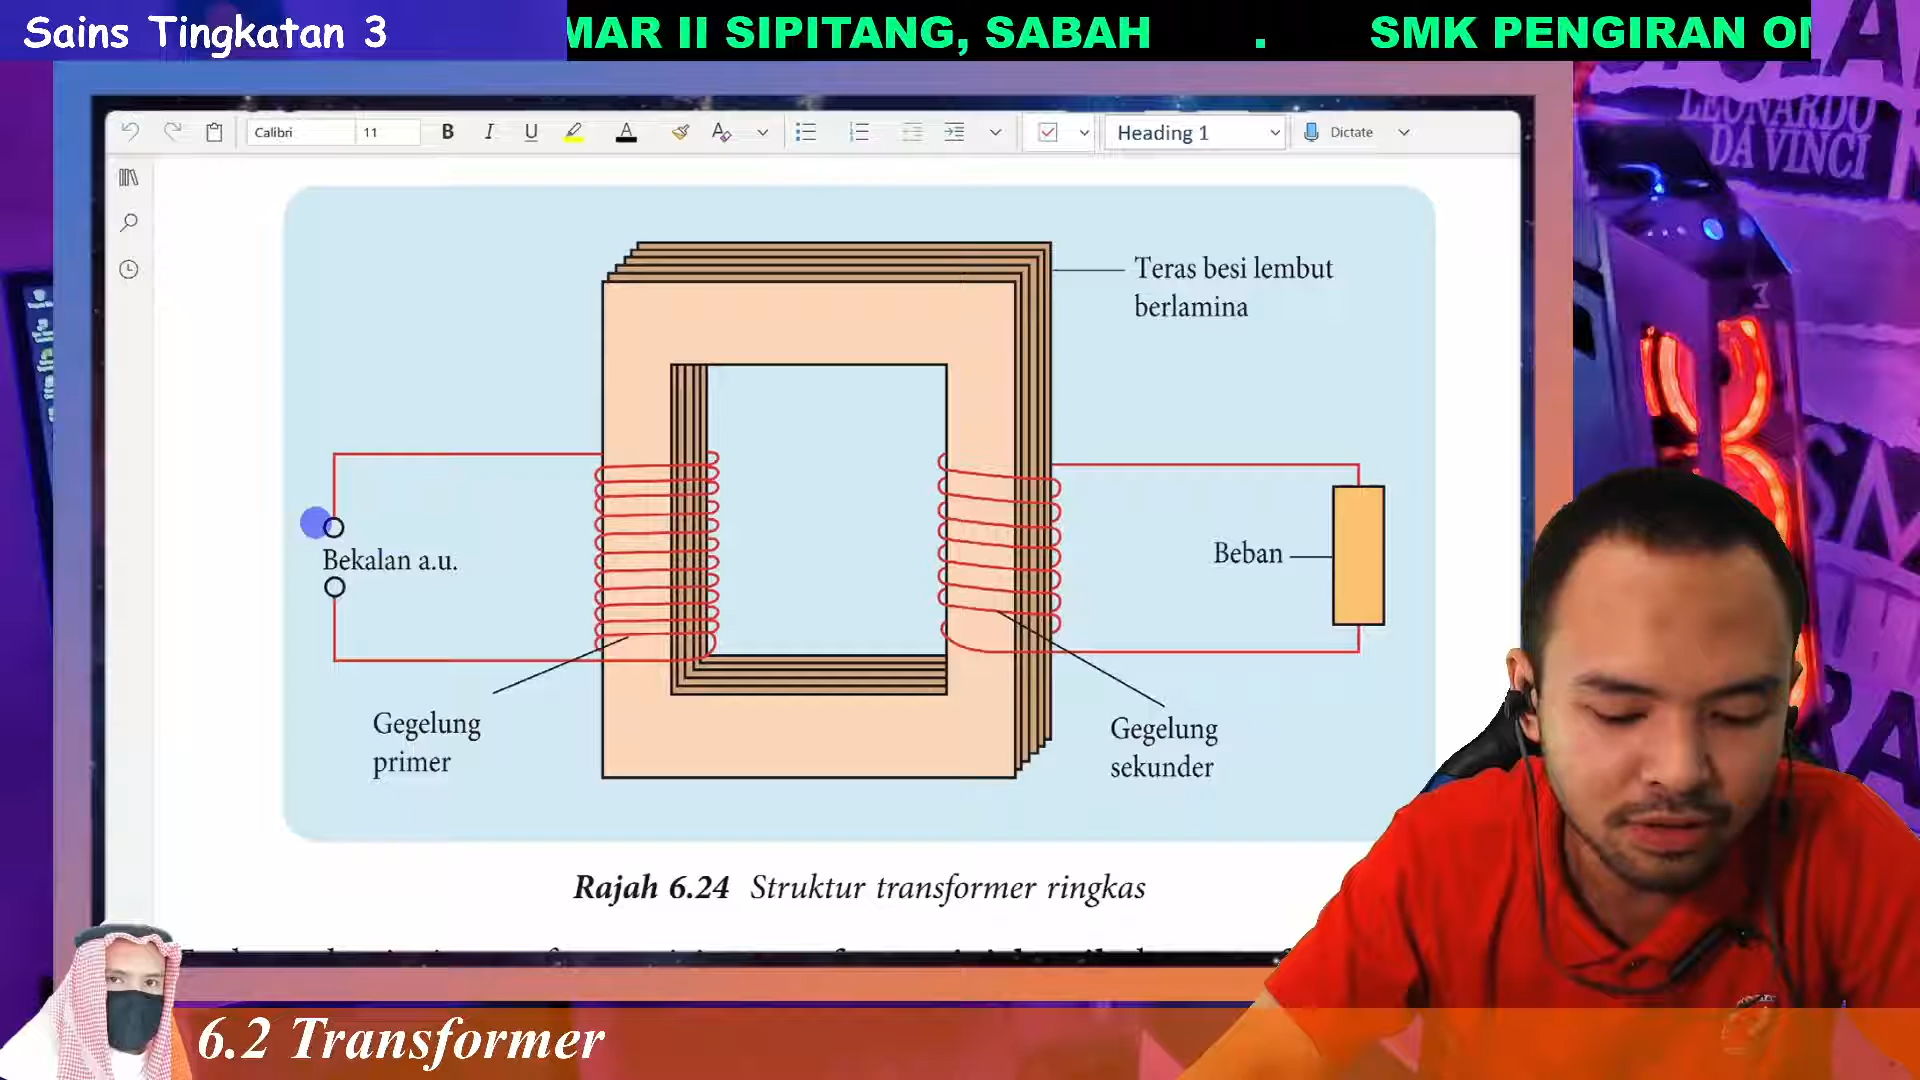 Sains Tingkatan 3
MAR II SIPITANG, SABAH . SMK PENGIRAN OM
LEONARDO
DA VINCI
Calibri 11 B I U A Heading 1 Dictate
Teras besi lembut
berlamina
Bekalan a.u.
Beban
Gegelung
primer
Gegelung
sekunder
Rajah 6.24 Struktur transformer ringkas
6.2 Transformer